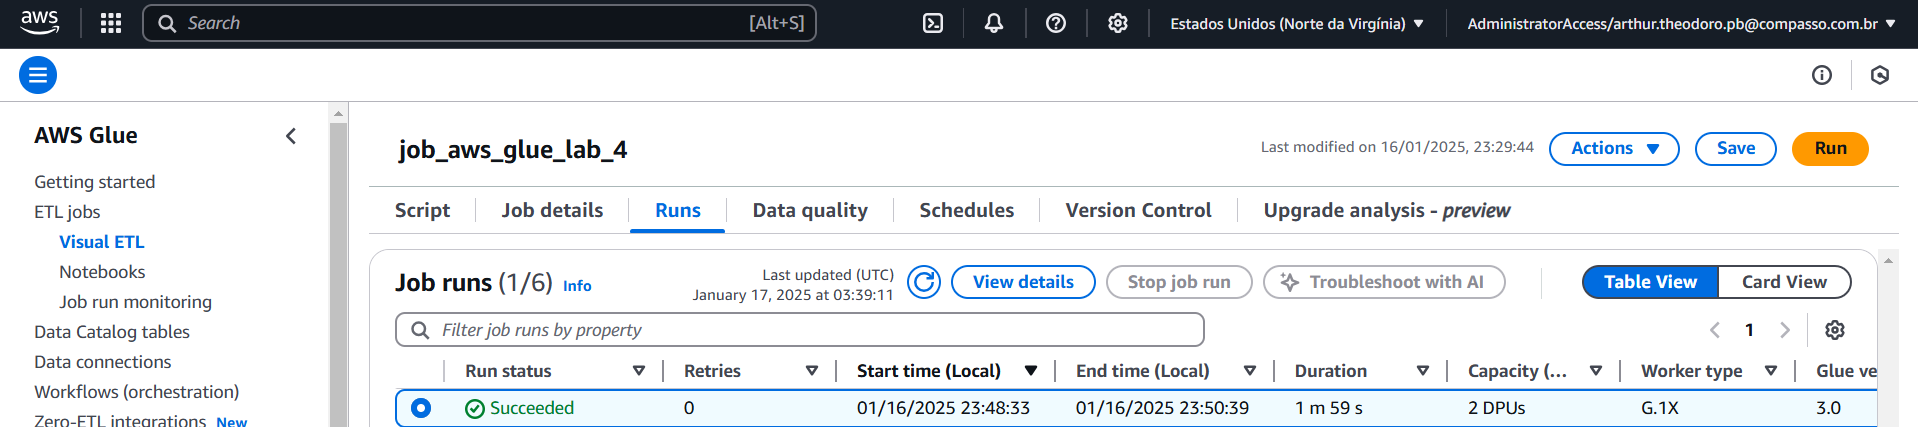 aws
Search [Alt+S]
Estados Unidos (Norte da Virgínia)
AdministratorAccess/arthur.theodoro.pb@compasso.com.br
AWS Glue
Getting started
ETL jobs
Visual ETL
Notebooks
Job run monitoring
Data Catalog tables
Data connections
Workflows (orchestration)
Zero-ETL integrations New
job_aws_glue_lab_4
Last modified on 16/01/2025, 23:29:44
Actions
Save
Run
Script Job details Runs Data quality Schedules Version Control Upgrade analysis - preview
Job runs (1/6) Info
Last updated (UTC)
January 17, 2025 at 03:39:11
View details
Stop job run
Troubleshoot with AI
Table View
Card View
Filter job runs by property
1
Run status Retries Start time (Local) End time (Local) Duration Capacity (... Worker type Glue ve
Succeeded 0 01/16/2025 23:48:33 01/16/2025 23:50:39 1 m 59 s 2 DPUs G.1X 3.0